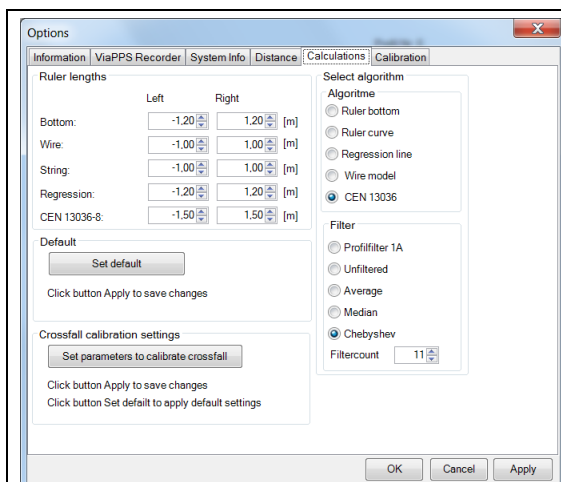 Options
Information ViaPPS Recorder System Info Distance Calculations Calibration
Ruler lengths
Left Right
Bottom: -1,20 1,20 [m]
Wire: -1,00 1,00 [m]
String: -1,00 1,00 [m]
Regression: -1,20 1,20 [m]
CEN 13036-8: -1,50 1,50 [m]
Default
Set default
Click button Apply to save changes
Crossfall calibration settings
Set parameters to calibrate crossfall
Click button Apply to save changes
Click button Set defailt to apply default settings
Select algorithm
Algoritme
Ruler bottom
Ruler curve
Regression line
Wire model
CEN 13036
Filter
Profilfilter 1A
Unfiltered
Average
Median
Chebyshev
Filtercount 11
OK Cancel Apply